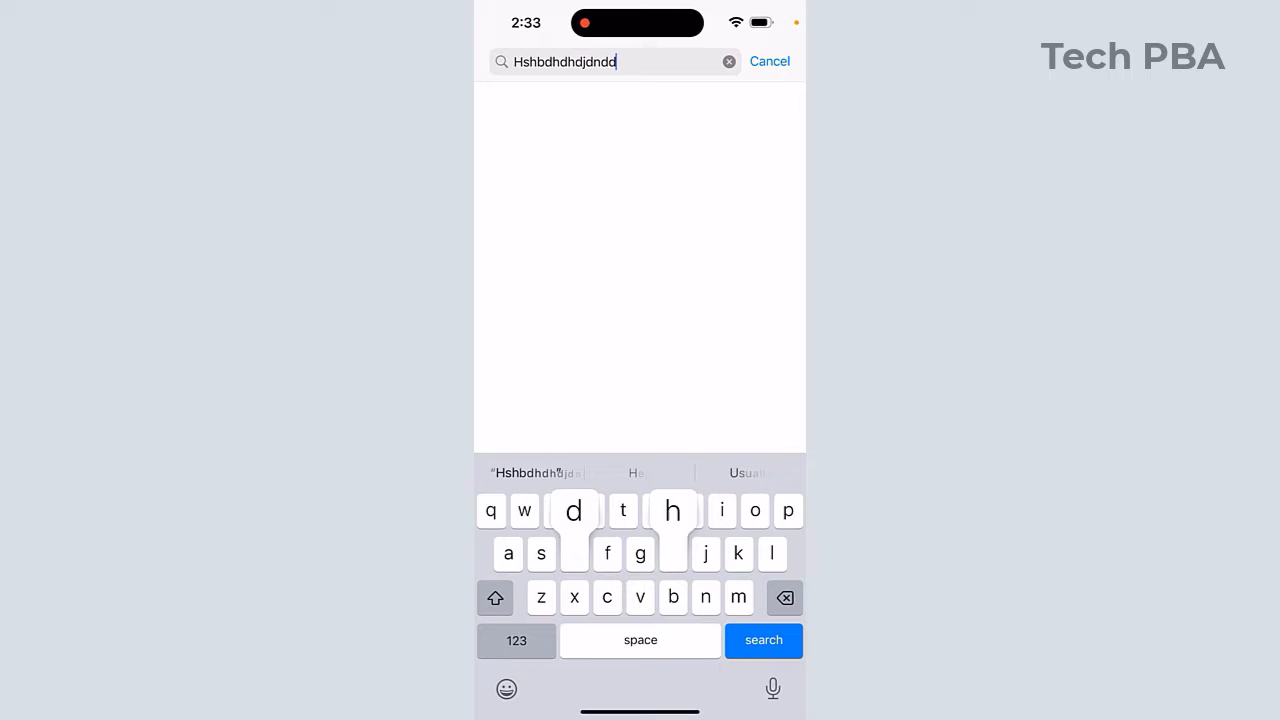 2:33
Tech PBA
Hshbdhdhdjdndd
Cancel
He
q w d t h i o p
a s f g j k l
z x c v b n m
123 space search